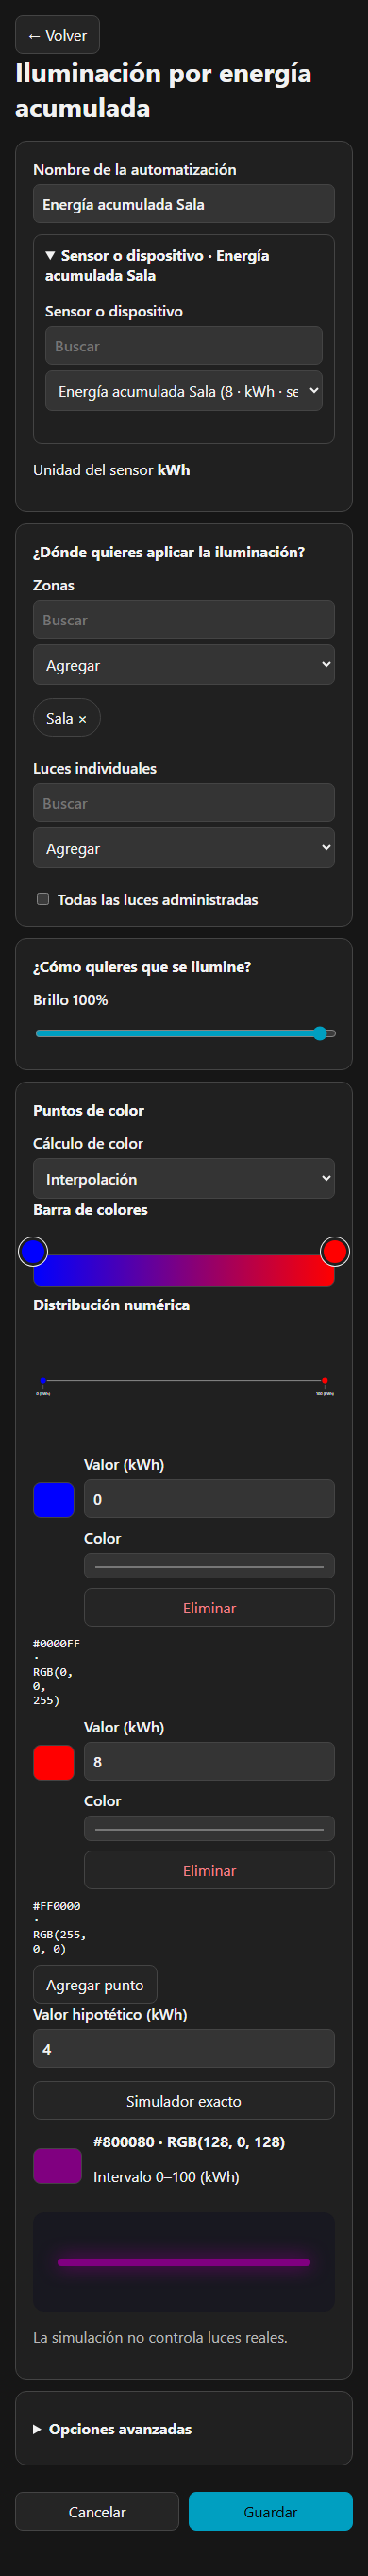 ← Volver
Iluminación por energía
acumulada
Nombre de la automatización
Energía acumulada Sala
▼ Sensor o dispositivo · Energía
acumulada Sala
Sensor o dispositivo
Buscar
Energía acumulada Sala (8 · kWh · se
Unidad del sensor kWh
¿Dónde quieres aplicar la iluminación?
Zonas
Buscar
Agregar
Sala ×
Luces individuales
Buscar
Agregar
Todas las luces administradas
¿Cómo quieres que se ilumine?
Brillo 100%
Puntos de color
Cálculo de color
Interpolación
Barra de colores
Distribución numérica
Valor (kWh)
0
Color
Eliminar
#0000FF
·
RGB(0,
0,
255)
Valor (kWh)
8
Color
Eliminar
#FF0000
·
RGB(255,
0, 0)
Agregar punto
Valor hipotético (kWh)
4
Simulador exacto
#800080 · RGB(128, 0, 128)
Intervalo 0–100 (kWh)
La simulación no controla luces reales.
▶ Opciones avanzadas
Cancelar
Guardar